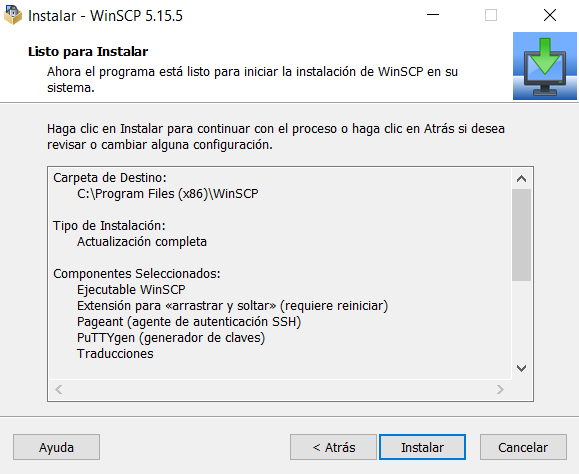 Instalar - WinSCP 5.15.5
Listo para Instalar
Ahora el programa está listo para iniciar la instalación de WinSCP en su
sistema.
Haga clic en Instalar para continuar con el proceso o haga clic en Atrás si desea
revisar o cambiar alguna configuración.
Carpeta de Destino:
C:\Program Files (x86)\WinSCP
Tipo de Instalación:
Actualización completa
Componentes Seleccionados:
Ejecutable WinSCP
Extensión para «arrastrar y soltar» (requiere reiniciar)
Pageant (agente de autenticación SSH)
PuTTYgen (generador de claves)
Traducciones
Ayuda
< Atrás
Instalar
Cancelar